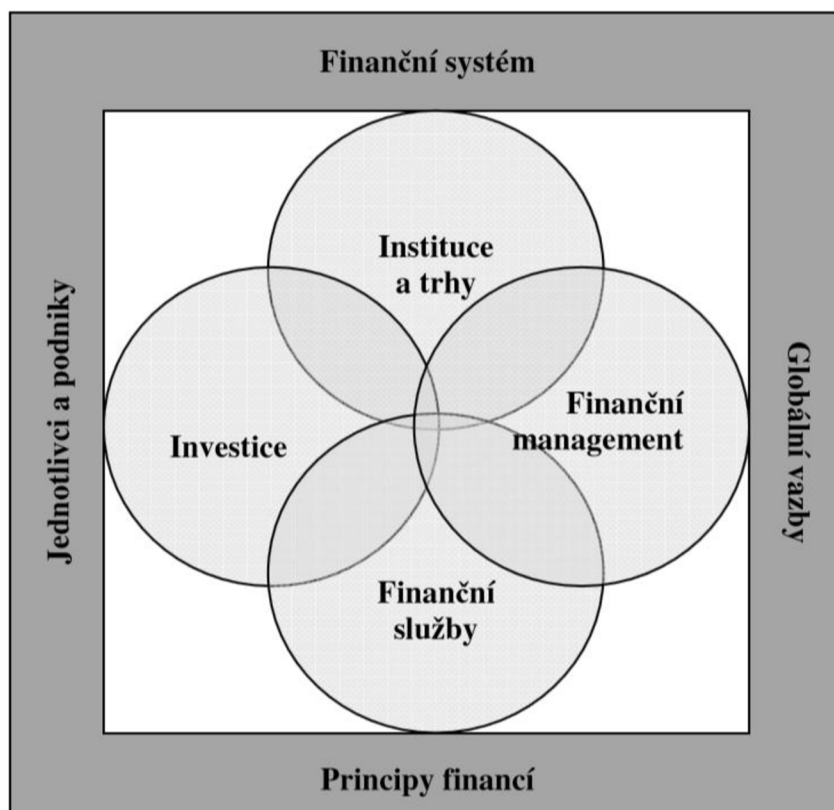 Finanční systém
Instituce
a trhy
Jednotlivci a podniky
Investice
Finanční
management
Globální vazby
Finanční
služby
Principy financí